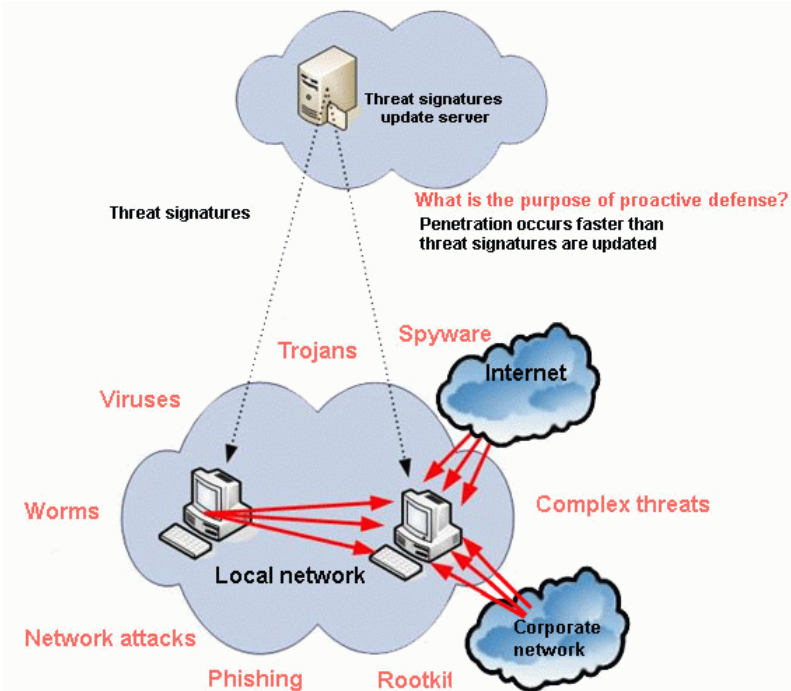 Threat signatures
update server
What is the purpose of proactive defense?
Threat signatures
Penetration occurs faster than
threat signatures are updated
Spyware
Trojans
Internet
Viruses
Worms
Complex threats
Local network
Corporate
network
Network attacks
Phishing
Rootkit